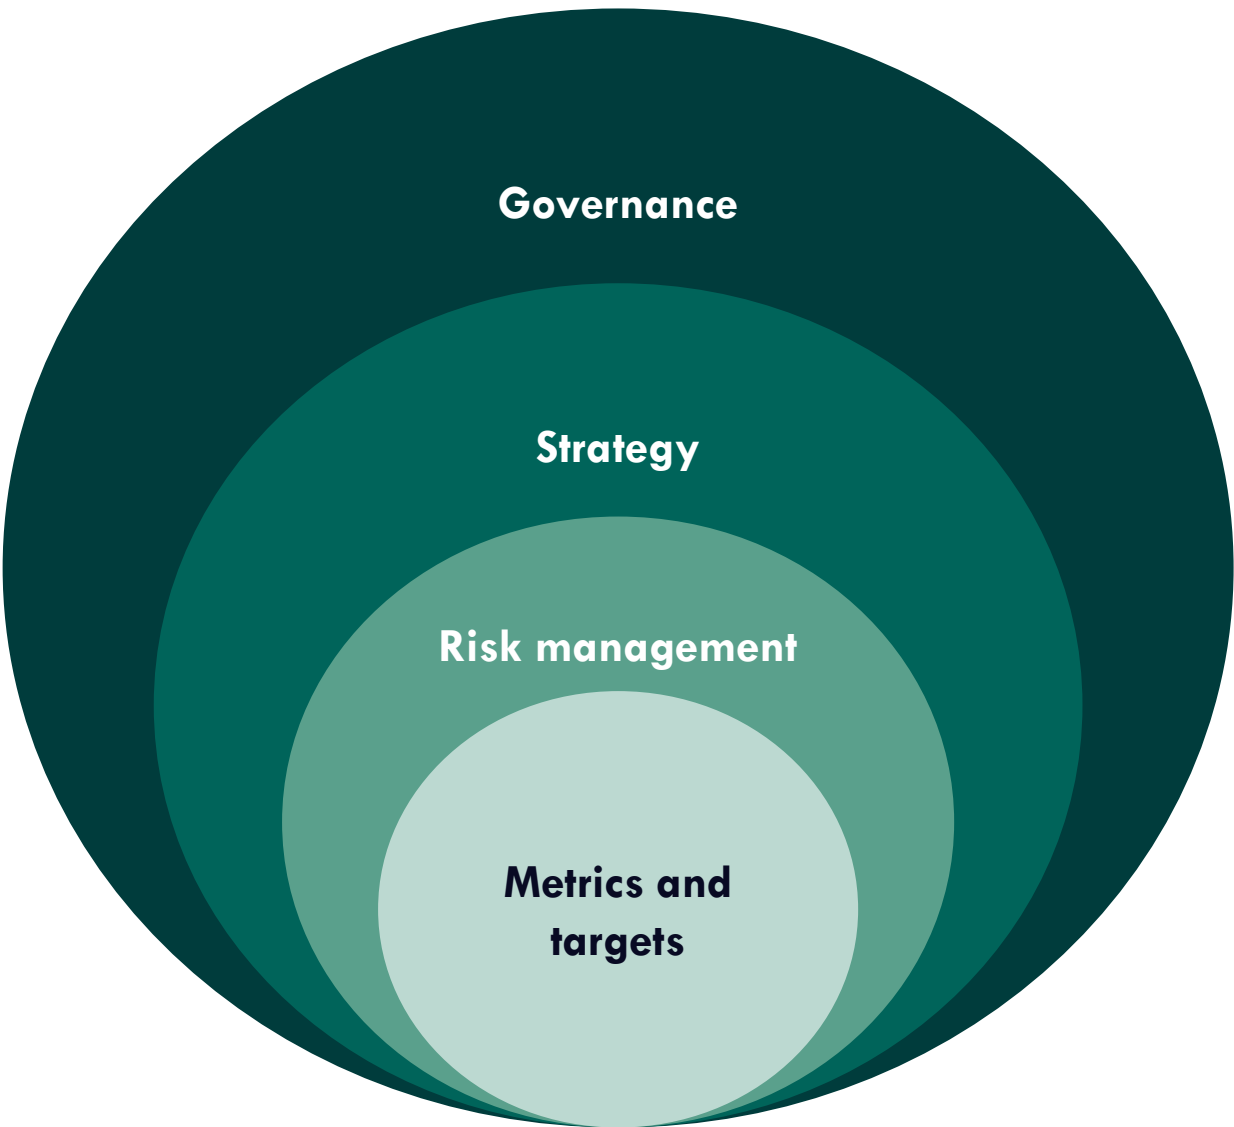 Governance
Strategy
Risk management
Metrics and
targets